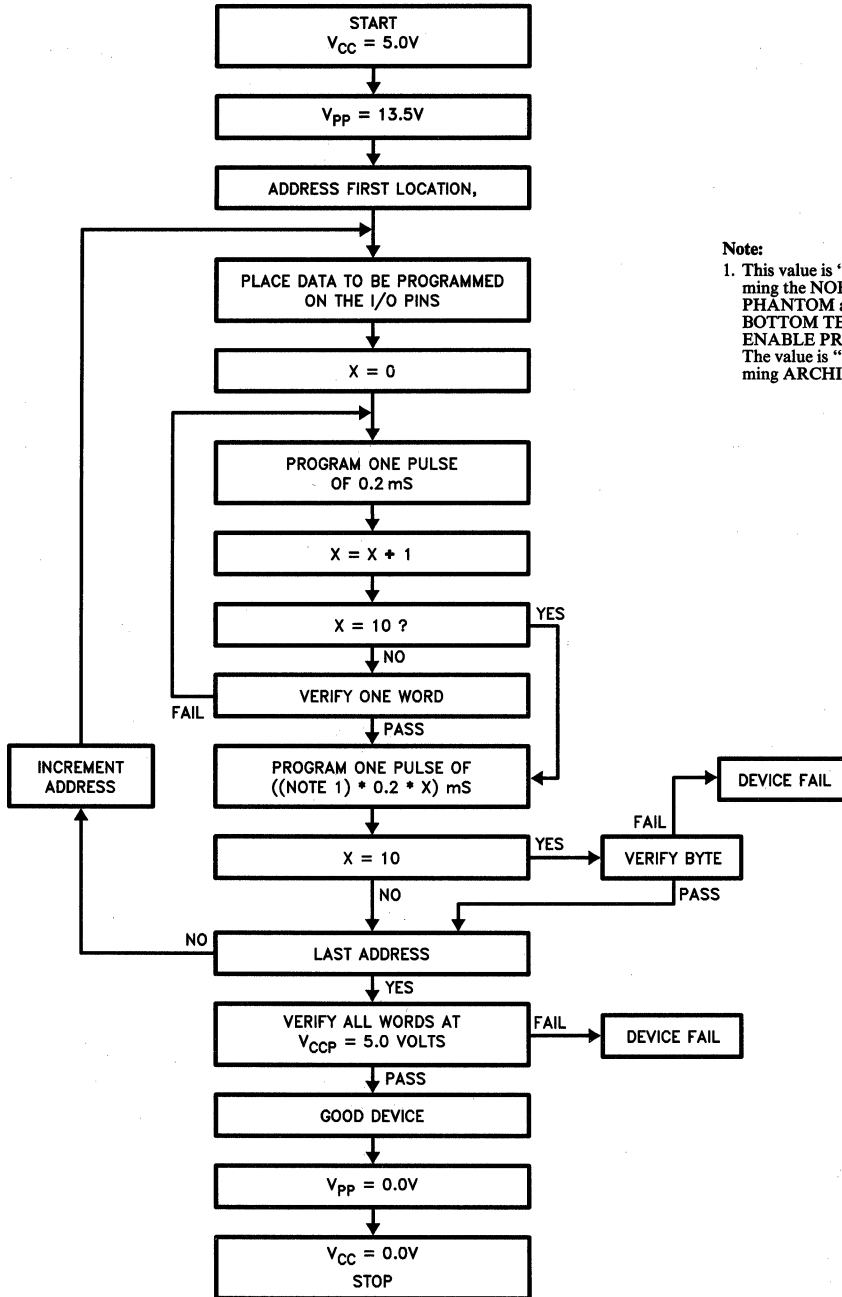 START
V_CC = 5.0V
V_PP = 13.5V
ADDRESS FIRST LOCATION,
PLACE DATA TO BE PROGRAMMED
ON THE I/O PINS
X = 0
PROGRAM ONE PULSE
OF 0.2 mS
X = X + 1
X = 10 ?
YES
NO
VERIFY ONE WORD
FAIL
PASS
INCREMENT
ADDRESS
PROGRAM ONE PULSE OF
((NOTE 1) * 0.2 * X) mS
DEVICE FAIL
FAIL
X = 10
YES
VERIFY BYTE
NO
PASS
NO
LAST ADDRESS
YES
VERIFY ALL WORDS AT
V_CCP = 5.0 VOLTS
FAIL
DEVICE FAIL
PASS
GOOD DEVICE
V_PP = 0.0V
V_CC = 0.0V
STOP
Note:
1. This value is “
ming the
PHANTOM
BOTTOM
ENABLE
The value is “
ming